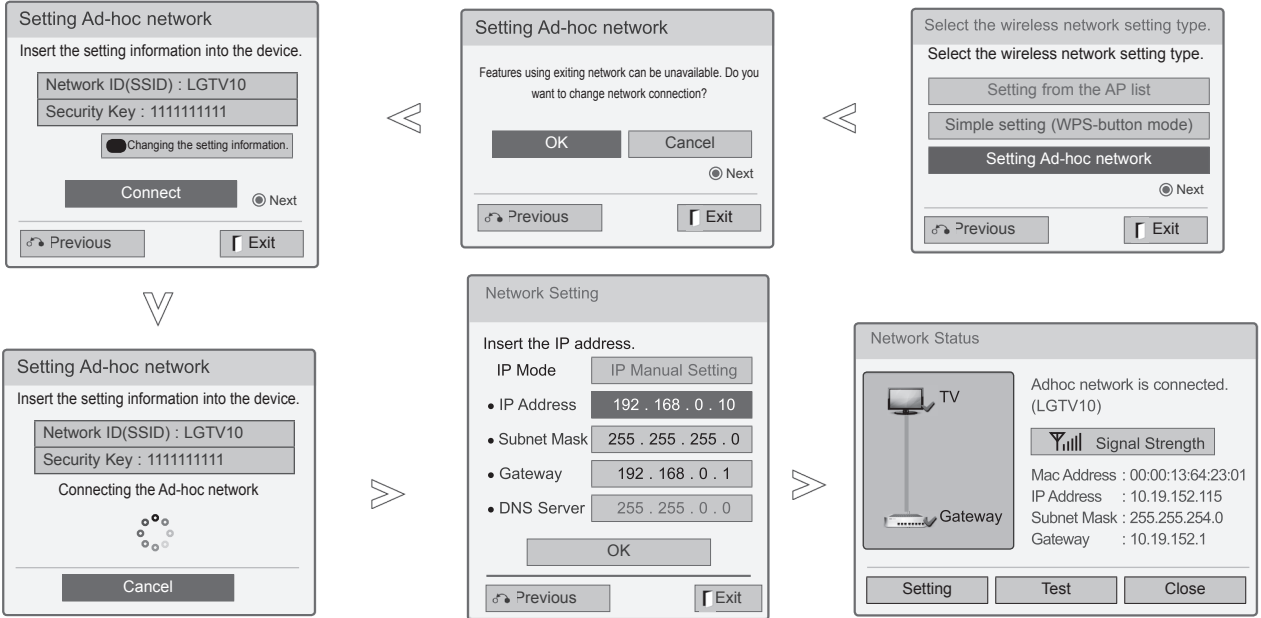 Select the wireless network setting type.
Select the wireless network setting type.
Setting from the AP list
Simple setting (WPS-button mode)
Setting Ad-hoc network
Next
Previous
Exit
Setting Ad-hoc network
Features using exiting network can be unavailable. Do you
want to change network connection?
OK
Cancel
Next
Previous
Exit
Setting Ad-hoc network
Insert the setting information into the device.
Network ID(SSID) : LGTV10
Security Key : 1111111111
Changing the setting information.
Connect
Next
Previous
Exit
Setting Ad-hoc network
Insert the setting information into the device.
Network ID(SSID) : LGTV10
Security Key : 1111111111
Connecting the Ad-hoc network
Cancel
Network Setting
Insert the IP address.
IP Mode IP Manual Setting
• IP Address 192 . 168 . 0 . 10
• Subnet Mask 255 . 255 . 255 . 0
• Gateway 192 . 168 . 0 . 1
• DNS Server 255 . 255 . 0 . 0
OK
Previous
Exit
Network Status
TV
Gateway
Adhoc network is connected.
(LGTV10)
Signal Strength
Mac Address : 00:00:13:64:23:01
IP Address : 10.19.152.115
Subnet Mask : 255.255.254.0
Gateway : 10.19.152.1
Setting
Test
Close